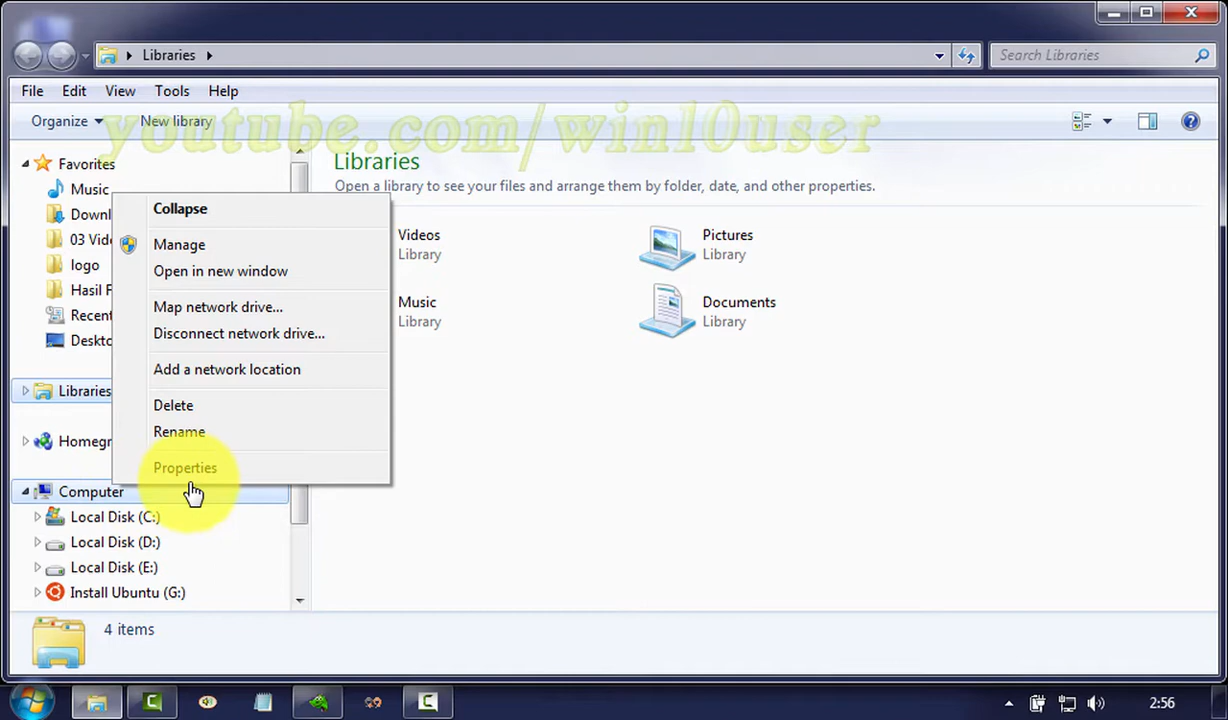 Libraries
Search Libraries
File Edit View Tools Help
Organize New library
youtube.com/win10user
Favorites
Music
Downl
03 Vide
logo
Hasil F
Recent
Deskto
Libraries
Homegr
Computer
Local Disk (C:)
Local Disk (D:)
Local Disk (E:)
Install Ubuntu (G:)
Collapse
Manage
Open in new window
Map network drive...
Disconnect network drive...
Add a network location
Delete
Rename
Properties
Libraries
Open a library to see your files and arrange them by folder, date, and other properties.
Videos
Library
Pictures
Library
Music
Library
Documents
Library
4 items
2:56